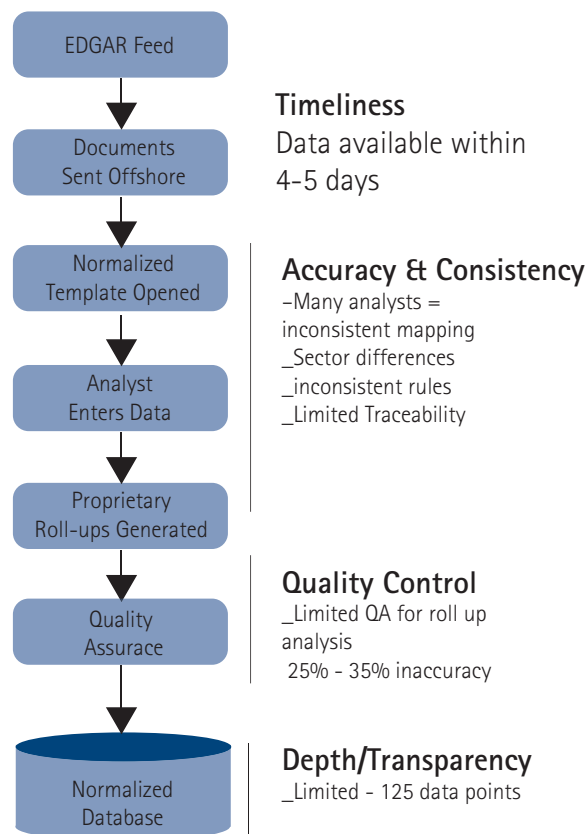 EDGAR Feed
Documents
Sent Offshore
Timeliness
Data available within
4-5 days
Normalized
Template Opened
Analyst
Enters Data
Proprietary
Roll-ups Generated
Accuracy & Consistency
–Many analysts =
inconsistent mapping
_Sector differences
_inconsistent rules
_Limited Traceability
Quality
Assurace
Quality Control
_Limited QA for roll up
analysis
25% - 35% inaccuracy
Normalized
Database
Depth/Transparency
_Limited - 125 data points